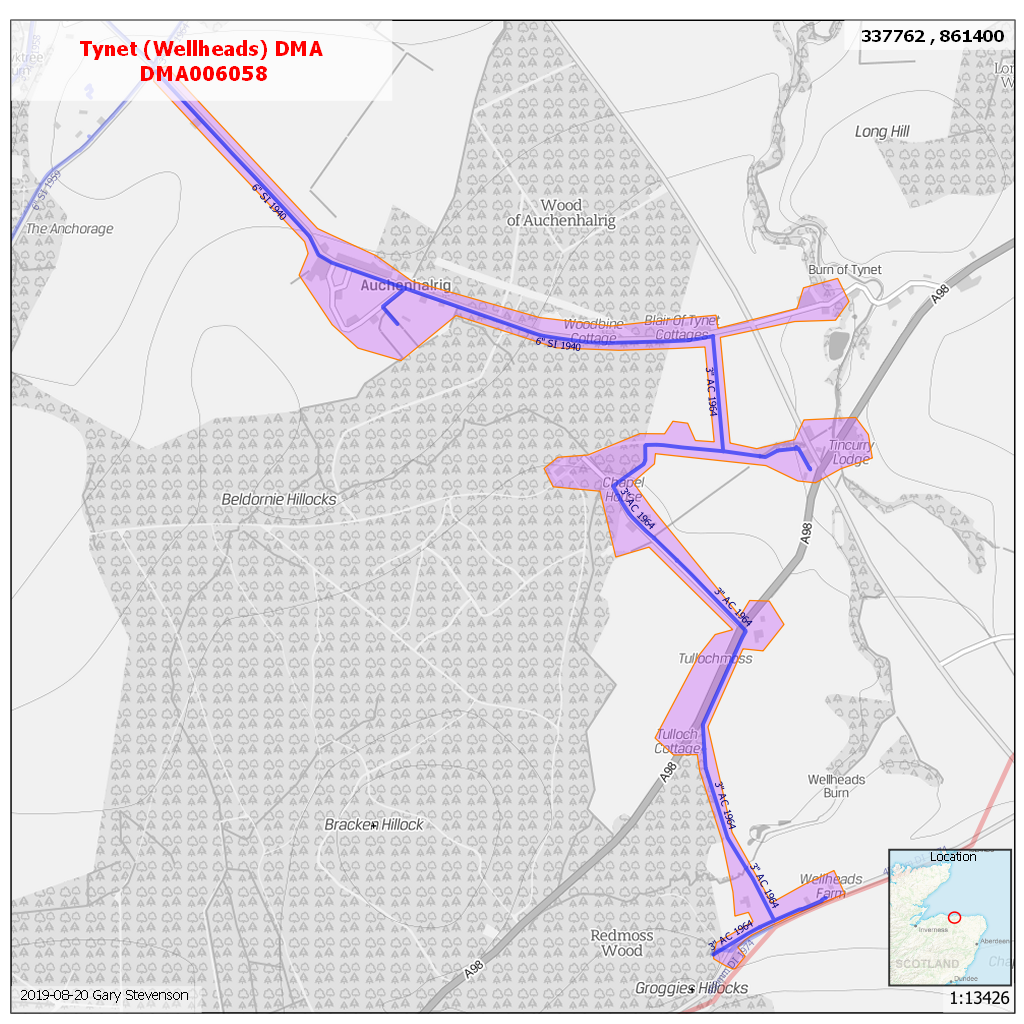 Tynet (Wellheads) DMA
DMA006058
337762 , 861400
Long Hill
6" SI 1959
6" SI 1940
The Anchorage
Wood
of Auchenhalrig
Burn of Tynet
A98
Auchenhalrig
Woodbine
Cottage
Blair Of Tynet
Cottages
6" SI 1940
3" AC 1964
Tincurry
Lodge
Chapel
House
3" AC 1964
Beldornie Hillocks
A98
3" AC 1964
Tullochmoss
Tulloch
Cottages
A98
Wellheads
Burn
3" AC 1964
Bracken Hillock
3" AC 1964
Wellheads
Farm
3" AC 1964
Redmoss
Wood
A98
Groggies Hillocks
Location
Inverness
Aberdeen
SCOTLAND
Dundee
2019-08-20 Gary Stevenson
1:13426